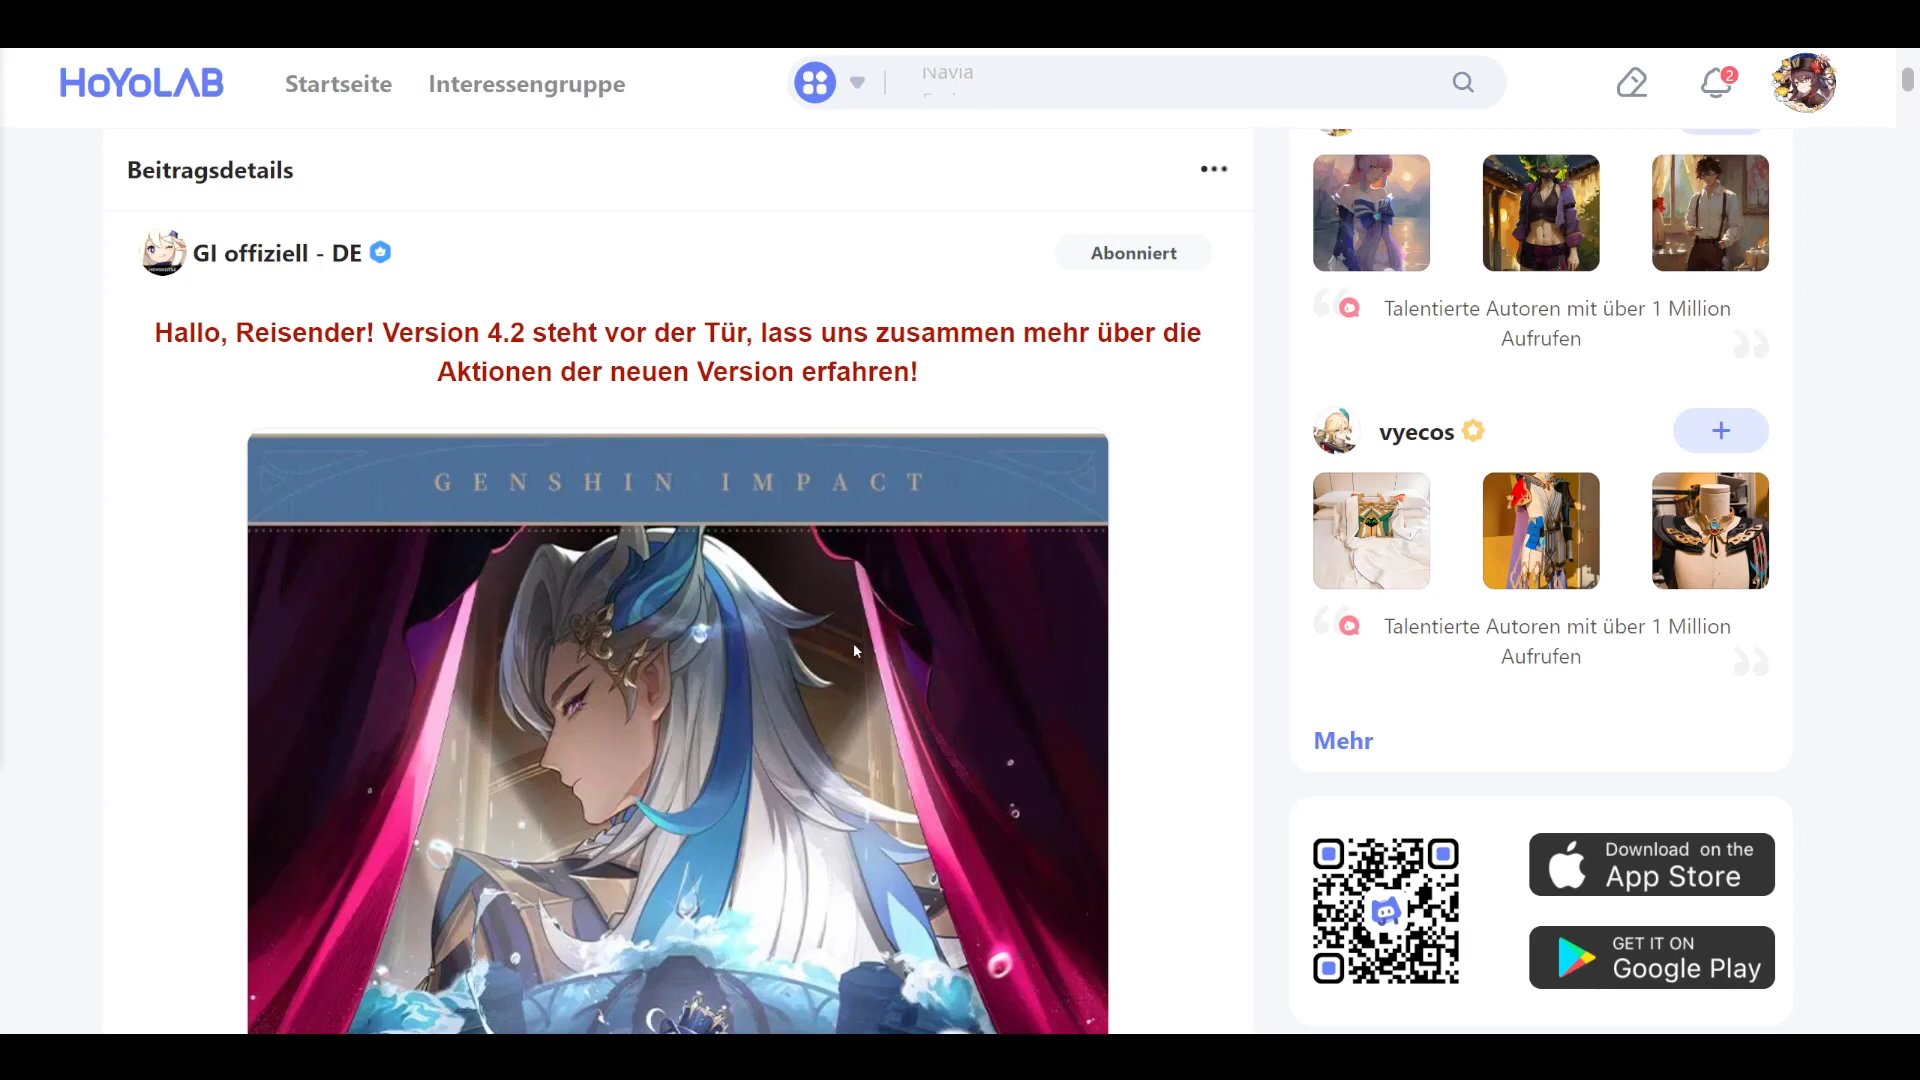 HoYoLAB
Startseite
Interessengruppe
Navia
2
Beitragsdetails
GI offiziell - DE
Abonniert
Hallo, Reisender! Version 4.2 steht vor der Tür, lass uns zusammen mehr über die
Aktionen der neuen Version erfahren!
GENSHIN IMPACT
Talentierte Autoren mit über 1 Million
Aufrufen
vyecos
Talentierte Autoren mit über 1 Million
Aufrufen
Mehr
Download on the
App Store
GET IT ON
Google Play